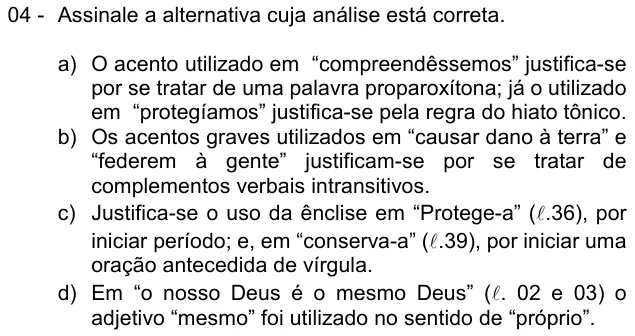 04 - Assinale a alternativa cuja análise está correta.
a) O acento utilizado em “compreendêssemos” justifica-se
por se tratar de uma palavra proparoxítona; já o utilizado
em “protegíamos” justifica-se pela regra do hiato tônico.
b) Os acentos graves utilizados em “causar dano à terra” e
“federem à gente” justificam-se por se tratar de
complementos verbais intransitivos.
c) Justifica-se o uso da ênclise em “Protege-a” (ℓ.36), por
iniciar período; e, em “conserva-a” (ℓ.39), por iniciar uma
oração antecedida de vírgula.
d) Em “o nosso Deus é o mesmo Deus” (ℓ. 02 e 03) o
adjetivo “mesmo” foi utilizado no sentido de “próprio”.